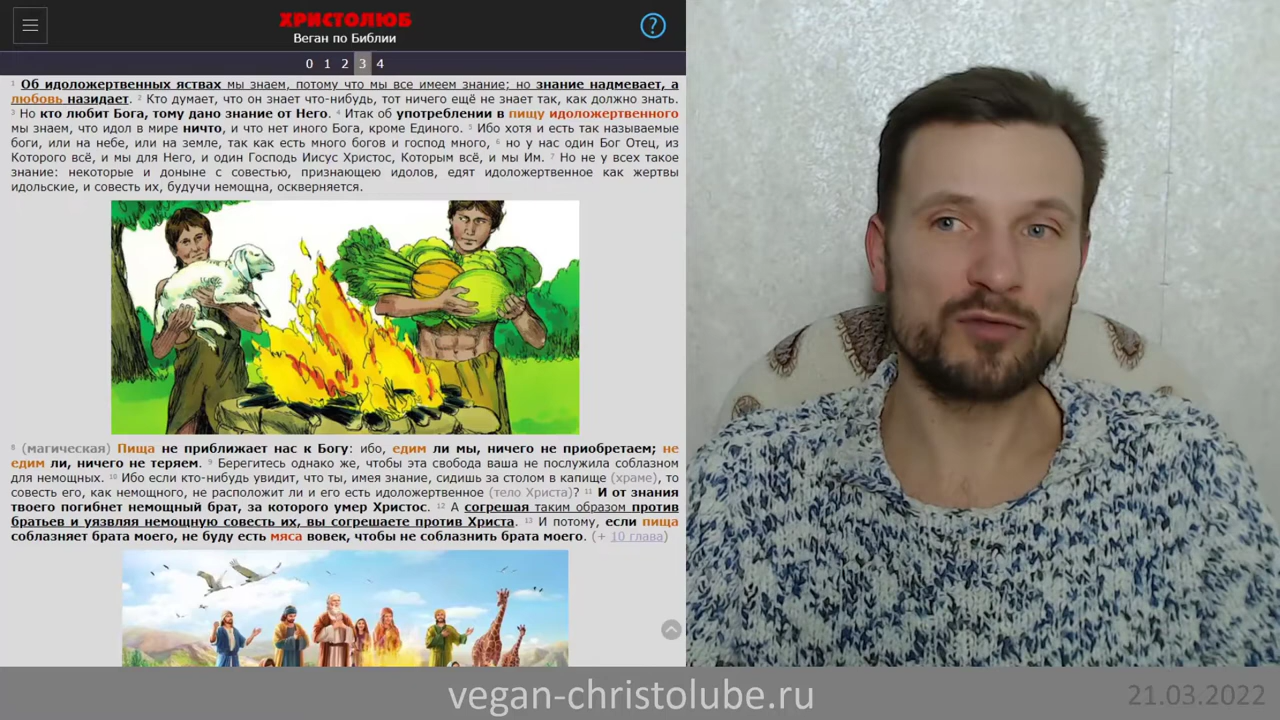 ХРИСТОЛЮБ
Веган по Библии
?
0 1 2 3 4
1 Об идоложертвенных яствах мы знаем, потому что мы все имеем знание; но знание надмевает, а
любовь назидает. 2 Кто думает, что он знает что-нибудь, тот ничего ещё не знает так, как должно знать.
3 Но кто любит Бога, тому дано знание от Него. 4 Итак об употреблении в пищу идоложертвенного
мы знаем, что идол в мире ничто, и что нет иного Бога, кроме Единого. 5 Ибо хотя и есть так называемые
боги, или на небе, или на земле, так как есть много богов и господ много, 6 но у нас один Бог Отец, из
Которого всё, и мы для Него, и один Господь Иисус Христос, Которым всё, и мы Им. 7 Но не у всех такое
знание: некоторые и доныне с совестью, признающею идолов, едят идоложертвенное как жертвы
идольские, и совесть их, будучи немощна, оскверняется.
8 (магическая) Пища не приближает нас к Богу: ибо, едим ли мы, ничего не приобретаем; не
едим ли, ничего не теряем. 9 Берегитесь однако же, чтобы эта свобода ваша не послужила соблазном
для немощных. 10 Ибо если кто-нибудь увидит, что ты, имея знание, сидишь за столом в капище (храме), то
совесть его, как немощного, не расположит ли и его есть идоложертвенное (тело Христа)? 11 И от знания
твоего погибнет немощный брат, за которого умер Христос. 12 А согрешая таким образом против
братьев и уязвляя немощную совесть их, вы согрешаете против Христа. 13 И потому, если пища
соблазняет брата моего, не буду есть мяса вовек, чтобы не соблазнить брата моего. (+ 10 глава)
vegan-christolube.ru
21.03.2022